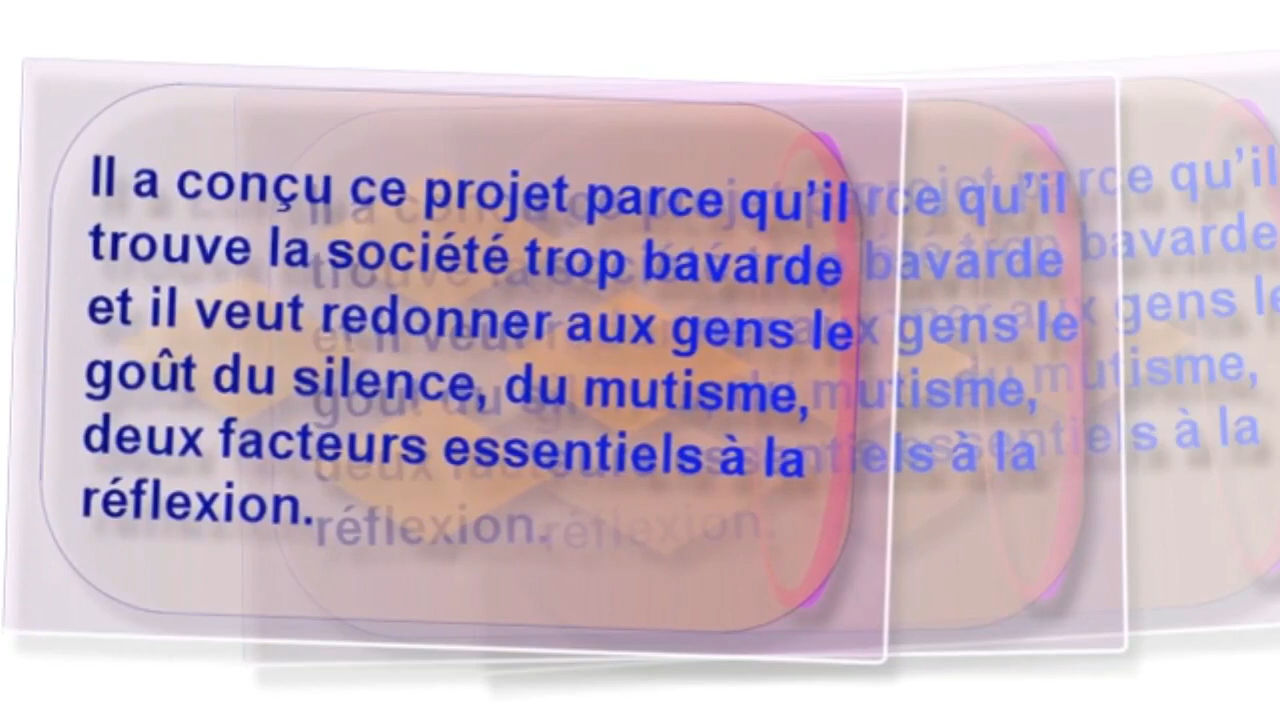 Il a conçu ce projet parce qu’il
trouve la société trop bavarde
et il veut redonner aux gens le
goût du silence, du mutisme,
deux facteurs essentiels à la
réflexion.